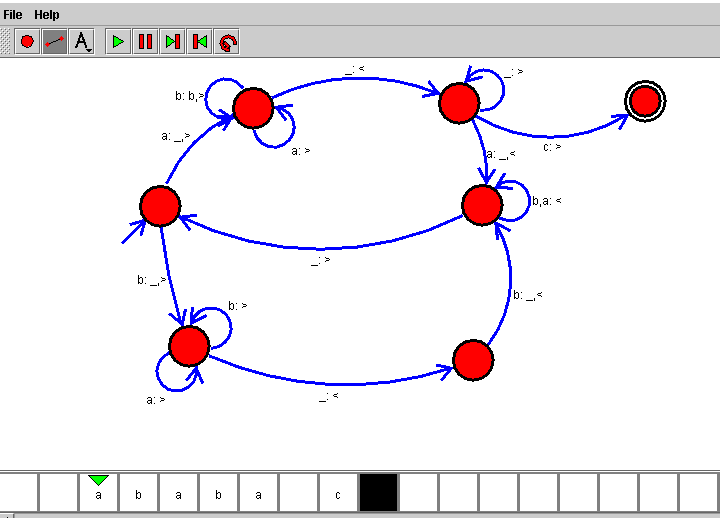 File Help
A
_: <
_: >
b: b,>
a: _,>
a: >
c: >
a: _,<
b,a: <
_: >
b: _,>
b: _,<
b: >
a: >
_: <
a b a b a c